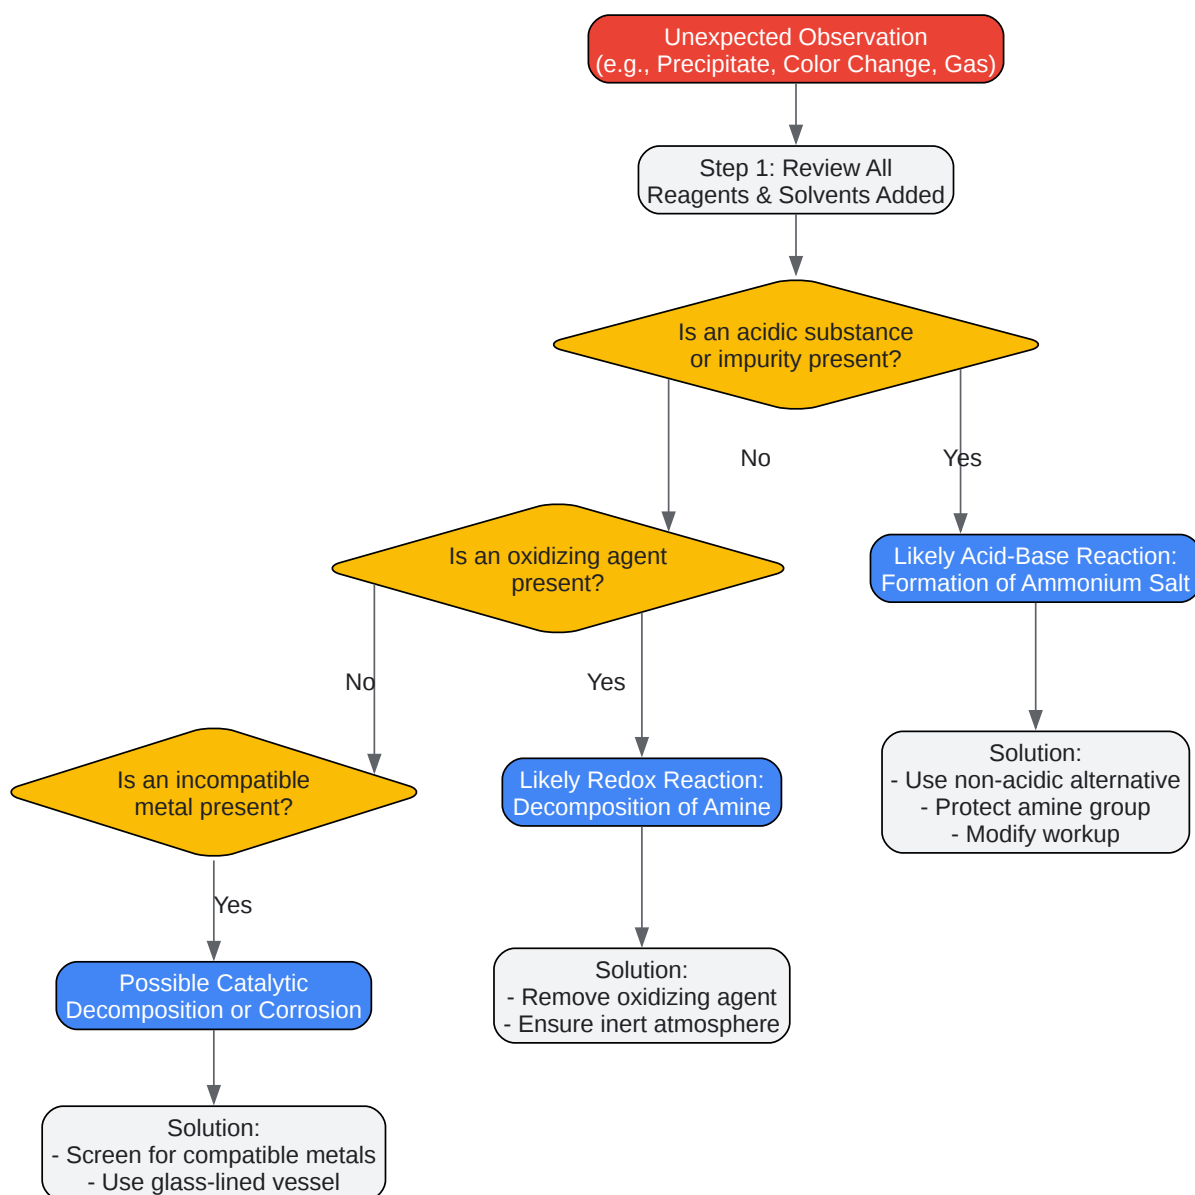 Unexpected Observation
(e.g., Precipitate, Color Change, Gas)
Step 1: Review All
Reagents & Solvents Added
Is an acidic substance
or impurity present?
No
Yes
Is an oxidizing agent
present?
Likely Acid-Base Reaction:
Formation of Ammonium Salt
No
Yes
Is an incompatible
metal present?
Likely Redox Reaction:
Decomposition of Amine
Solution:
- Use non-acidic alternative
- Protect amine group
- Modify workup
Yes
Possible Catalytic
Decomposition or Corrosion
Solution:
- Remove oxidizing agent
- Ensure inert atmosphere
Solution:
- Screen for compatible metals
- Use glass-lined vessel